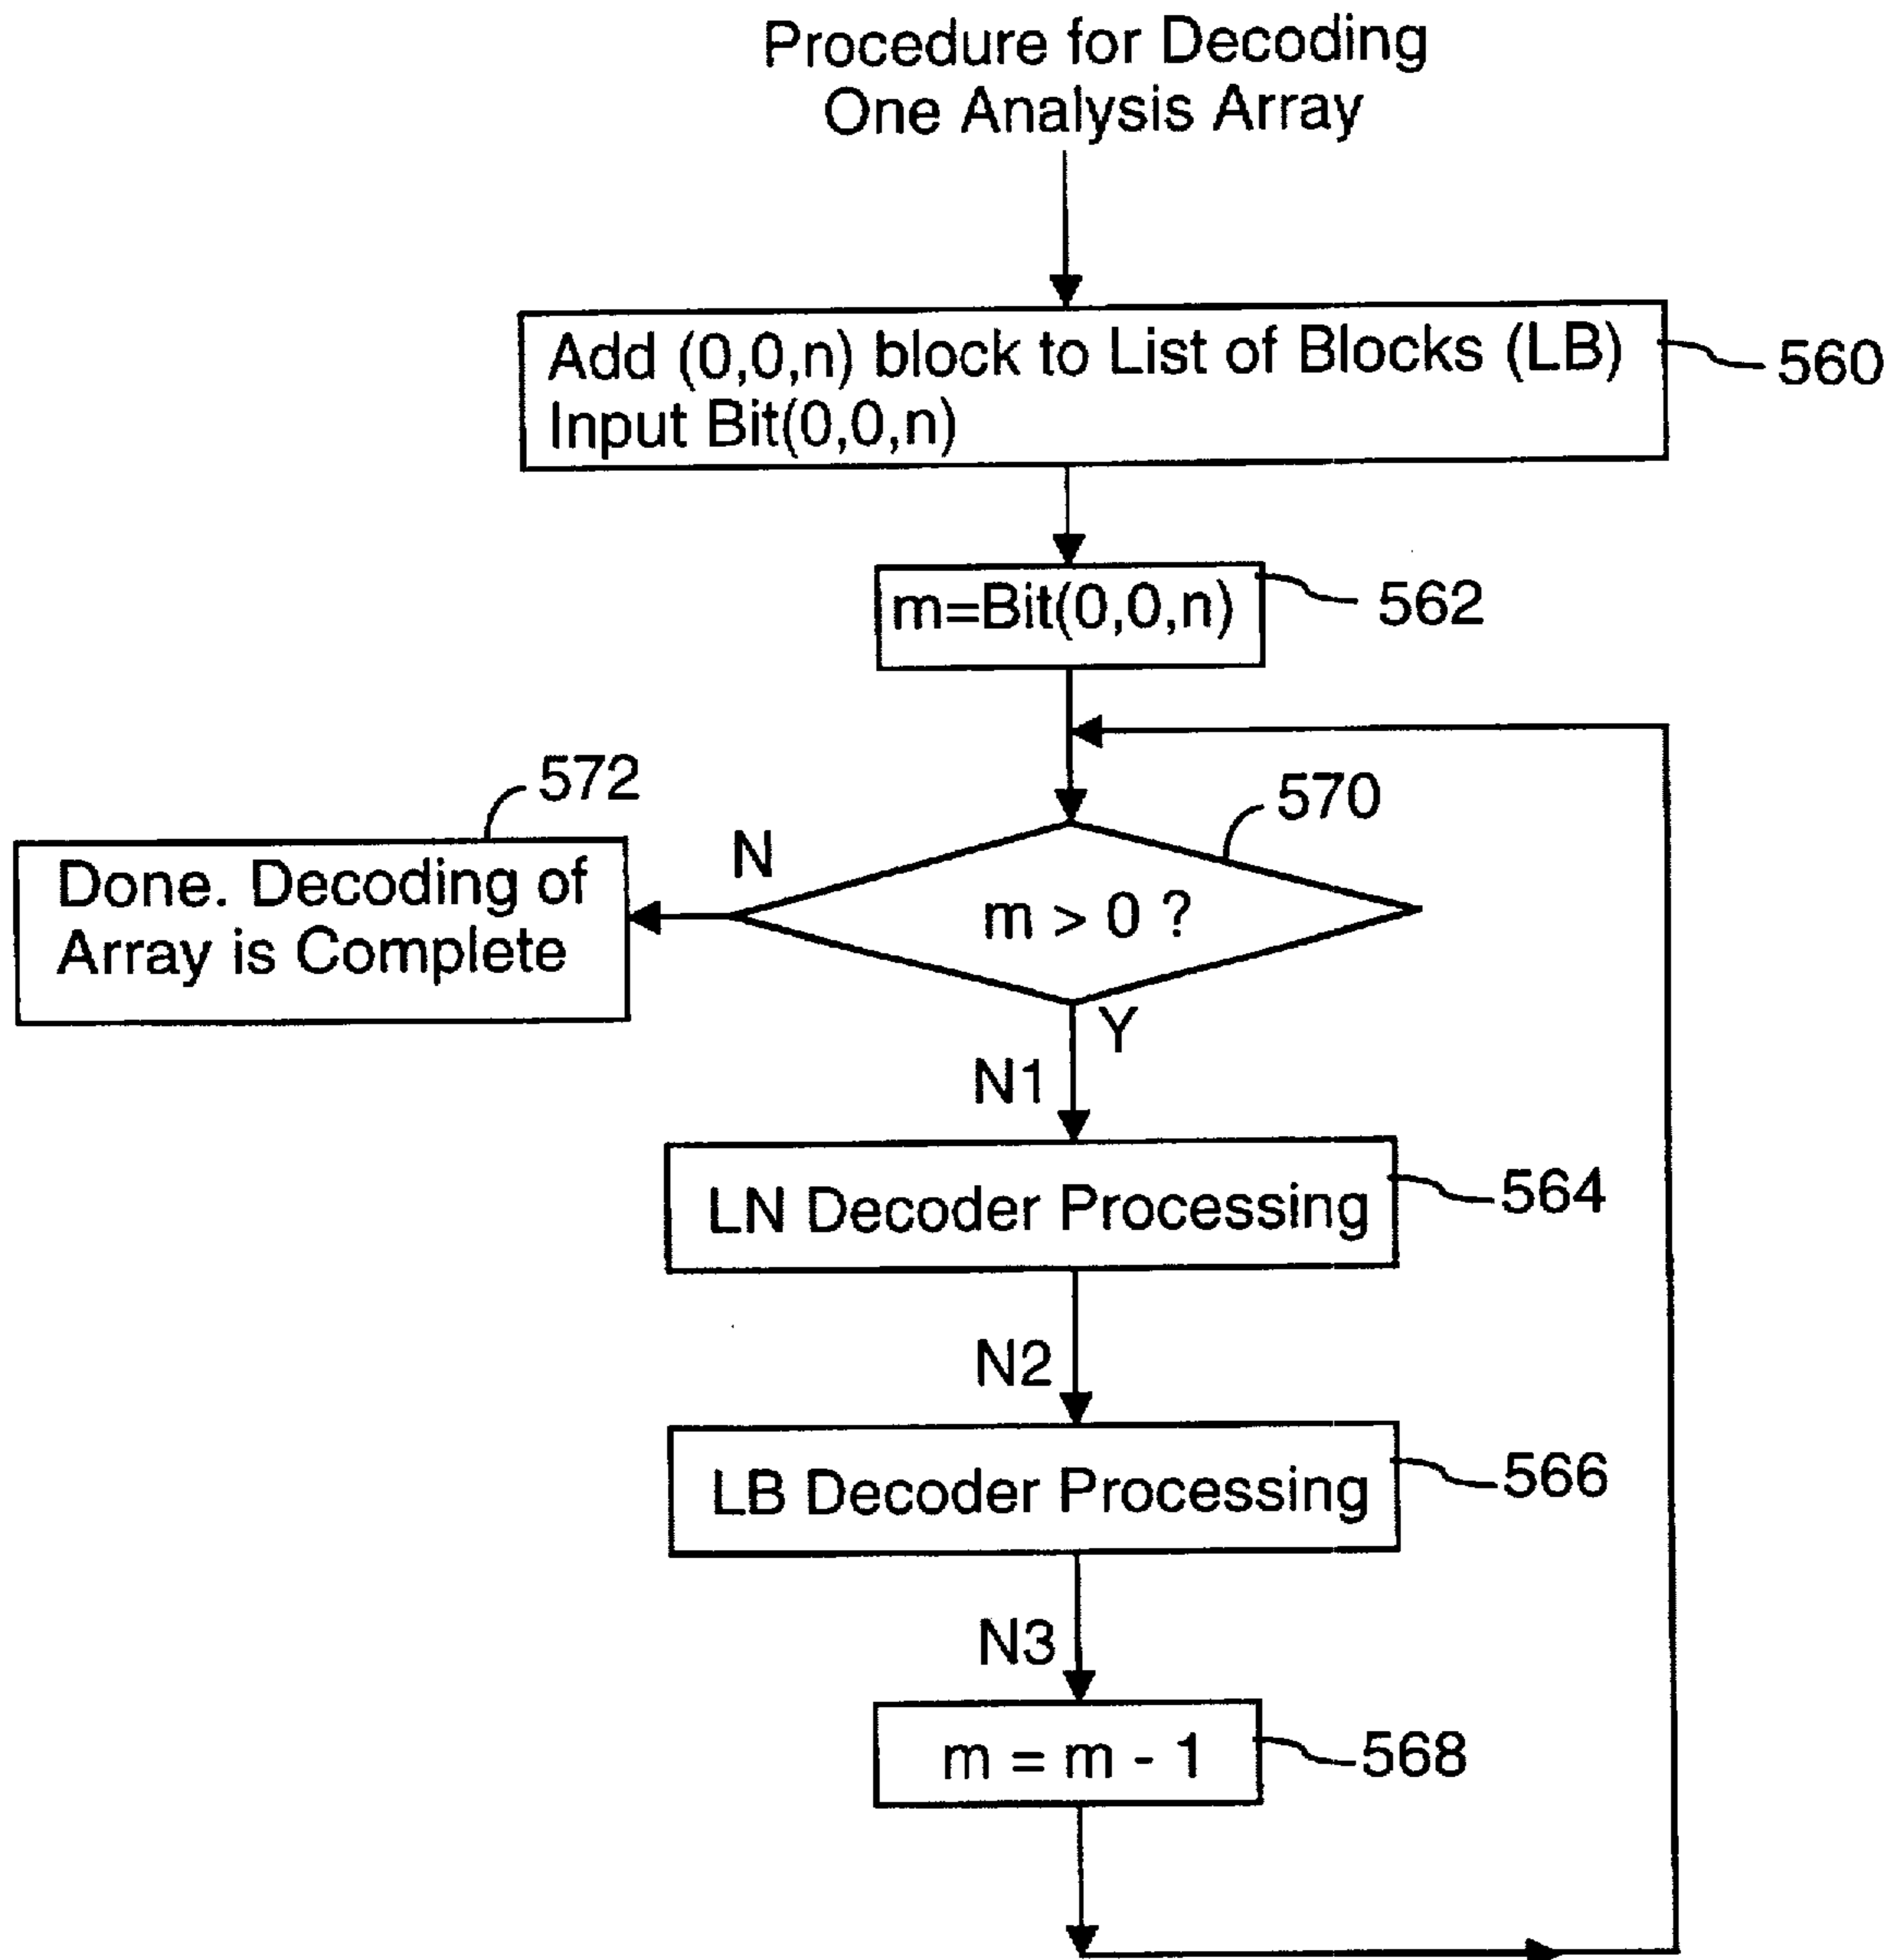 Procedure for Decoding
One Analysis Array
Add (0,0,n) block to List of Blocks (LB)
Input Bit(0,0,n)
560
m=Bit(0,0,n)
562
572
570
Done. Decoding of
Array is Complete
N
m > 0 ?
Y
N1
LN Decoder Processing
564
N2
LB Decoder Processing
566
N3
m = m - 1
568